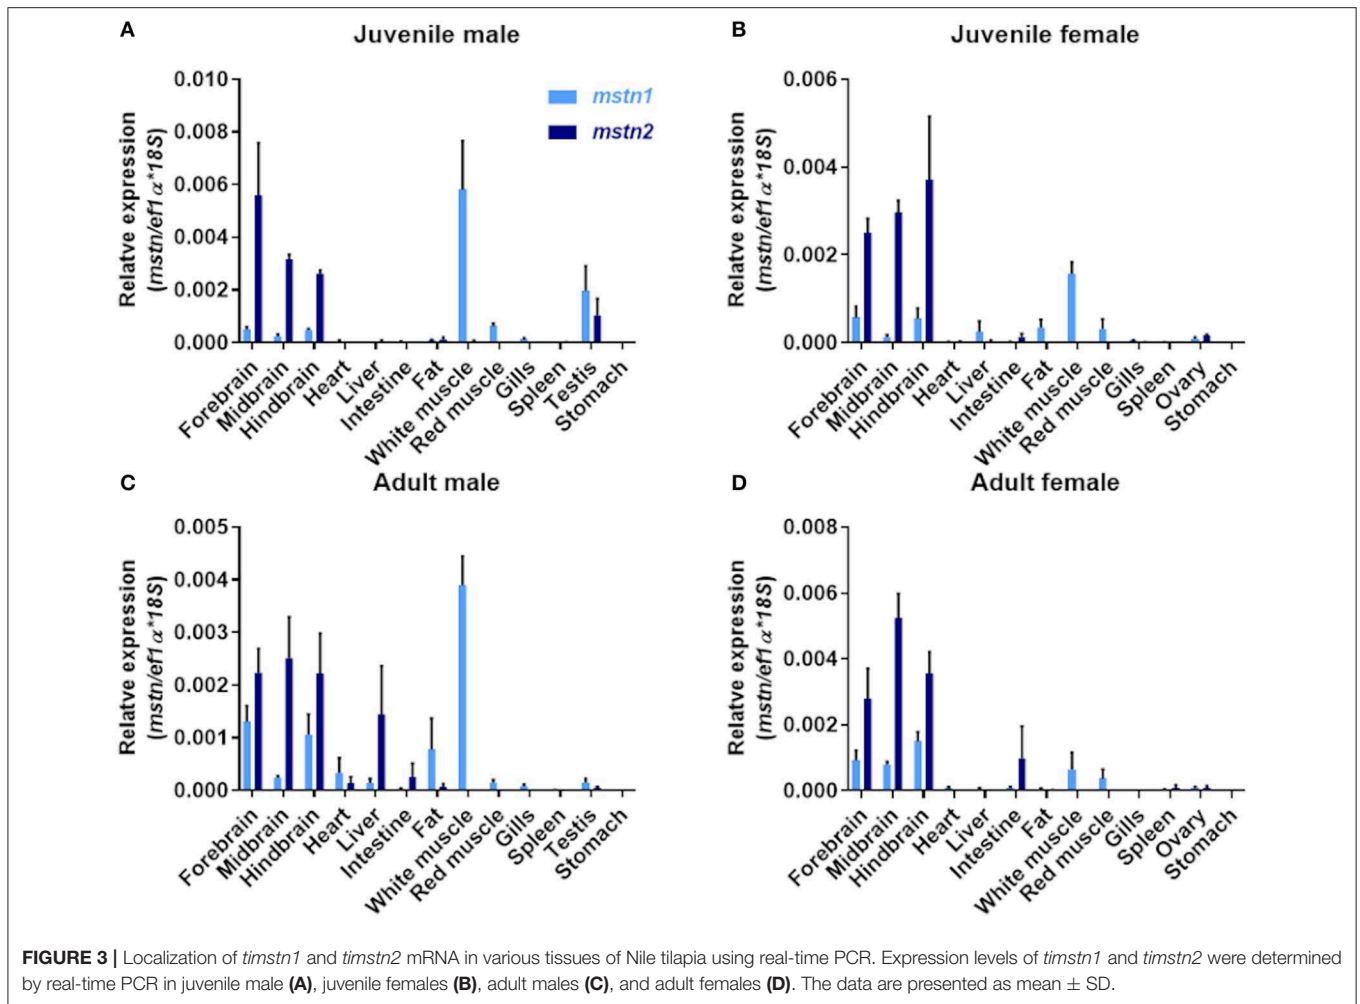 A
Juvenile male
Relatve expression
(mstn/ef1α*18S)
0.010
0.008
0.006
0.004
0.002
0.000
mstn1
mstn2
Forebrain
Midbrain
Hindbrain
Heart
Liver
Intestine
Fat
White muscle
Red muscle
Gills
Spleen
Testis
Stomach
B
Juvenile female
Relatve expression
(mstn/ef1α*18S)
0.006
0.004
0.002
0.000
Forebrain
Midbrain
Hindbrain
Heart
Liver
Intestine
Fat
White muscle
Red muscle
Gills
Spleen
Ovary
Stomach
C
Adult male
Relatve expression
(mstn/ef1α*18S)
0.005
0.004
0.003
0.002
0.001
0.000
Forebrain
Midbrain
Hindbrain
Heart
Liver
Intestine
Fat
White muscle
Red muscle
Gills
Spleen
Testis
Stomach
D
Adult female
Relatve expression
(mstn/ef1α*18S)
0.008
0.006
0.004
0.002
0.000
Forebrain
Midbrain
Hindbrain
Heart
Liver
Intestine
Fat
White muscle
Red muscle
Gills
Spleen
Ovary
Stomach
FIGURE 3 | Localization of timstn1 and timstn2 mRNA in various tissues of Nile tilapia using real-time PCR. Expression levels of timstn1 and timstn2 were determined
by real-time PCR in juvenile male (A), juvenile females (B), adult males (C), and adult females (D). The data are presented as mean ± SD.